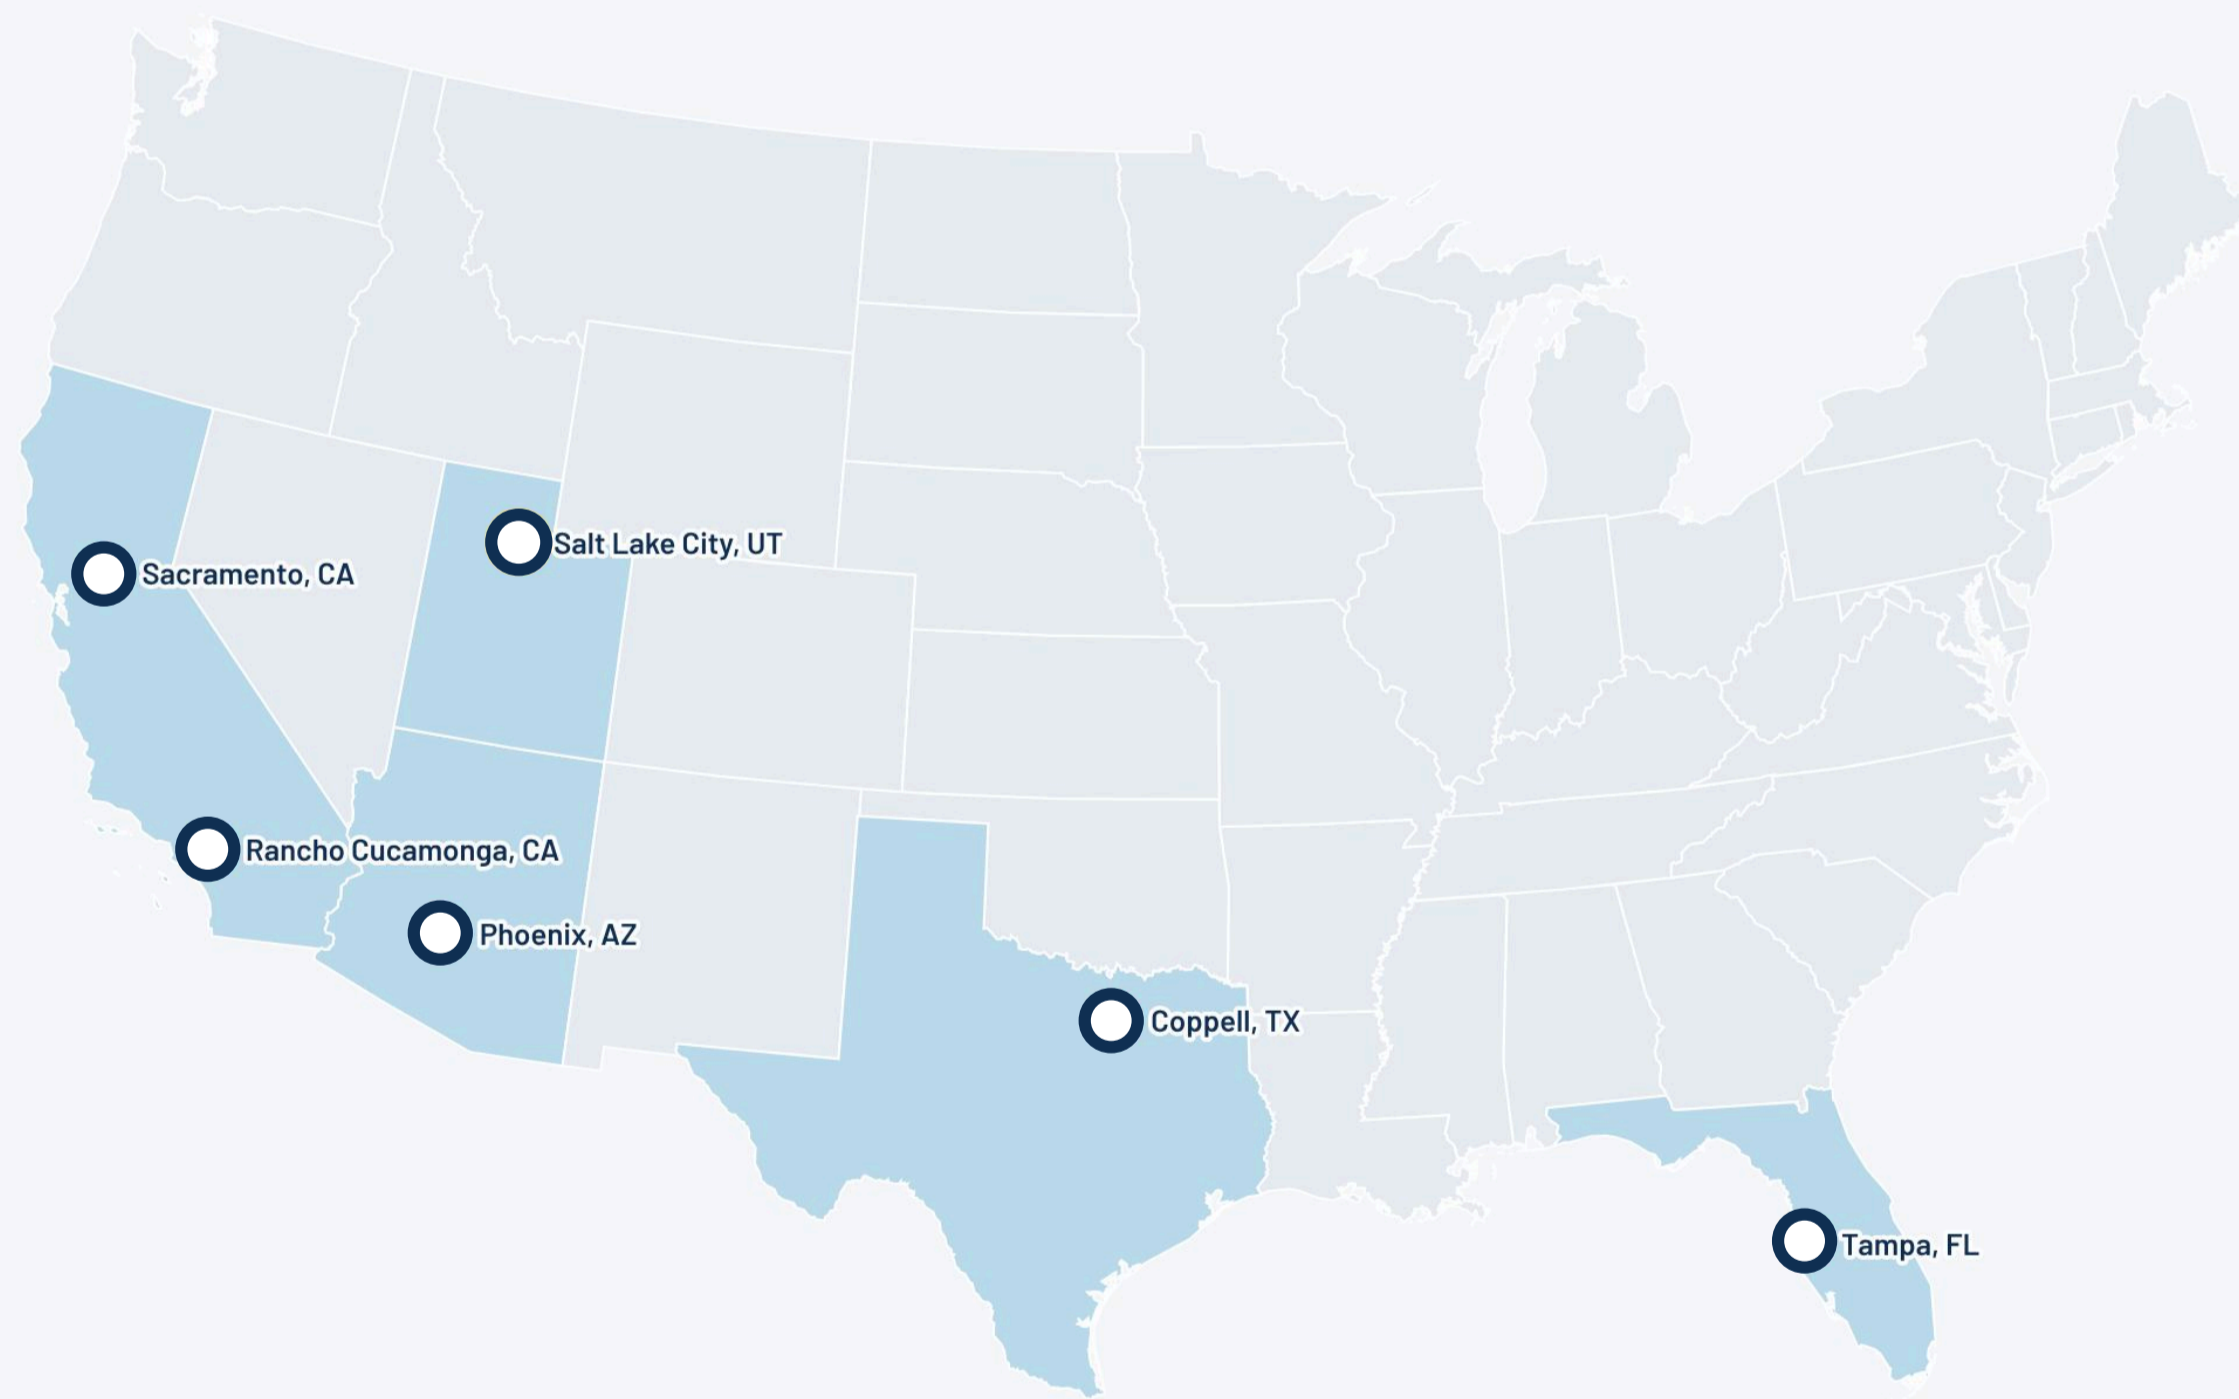 Salt Lake City, UT
Sacramento, CA
Rancho Cucamonga, CA
Phoenix, AZ
Coppell, TX
Tampa, FL